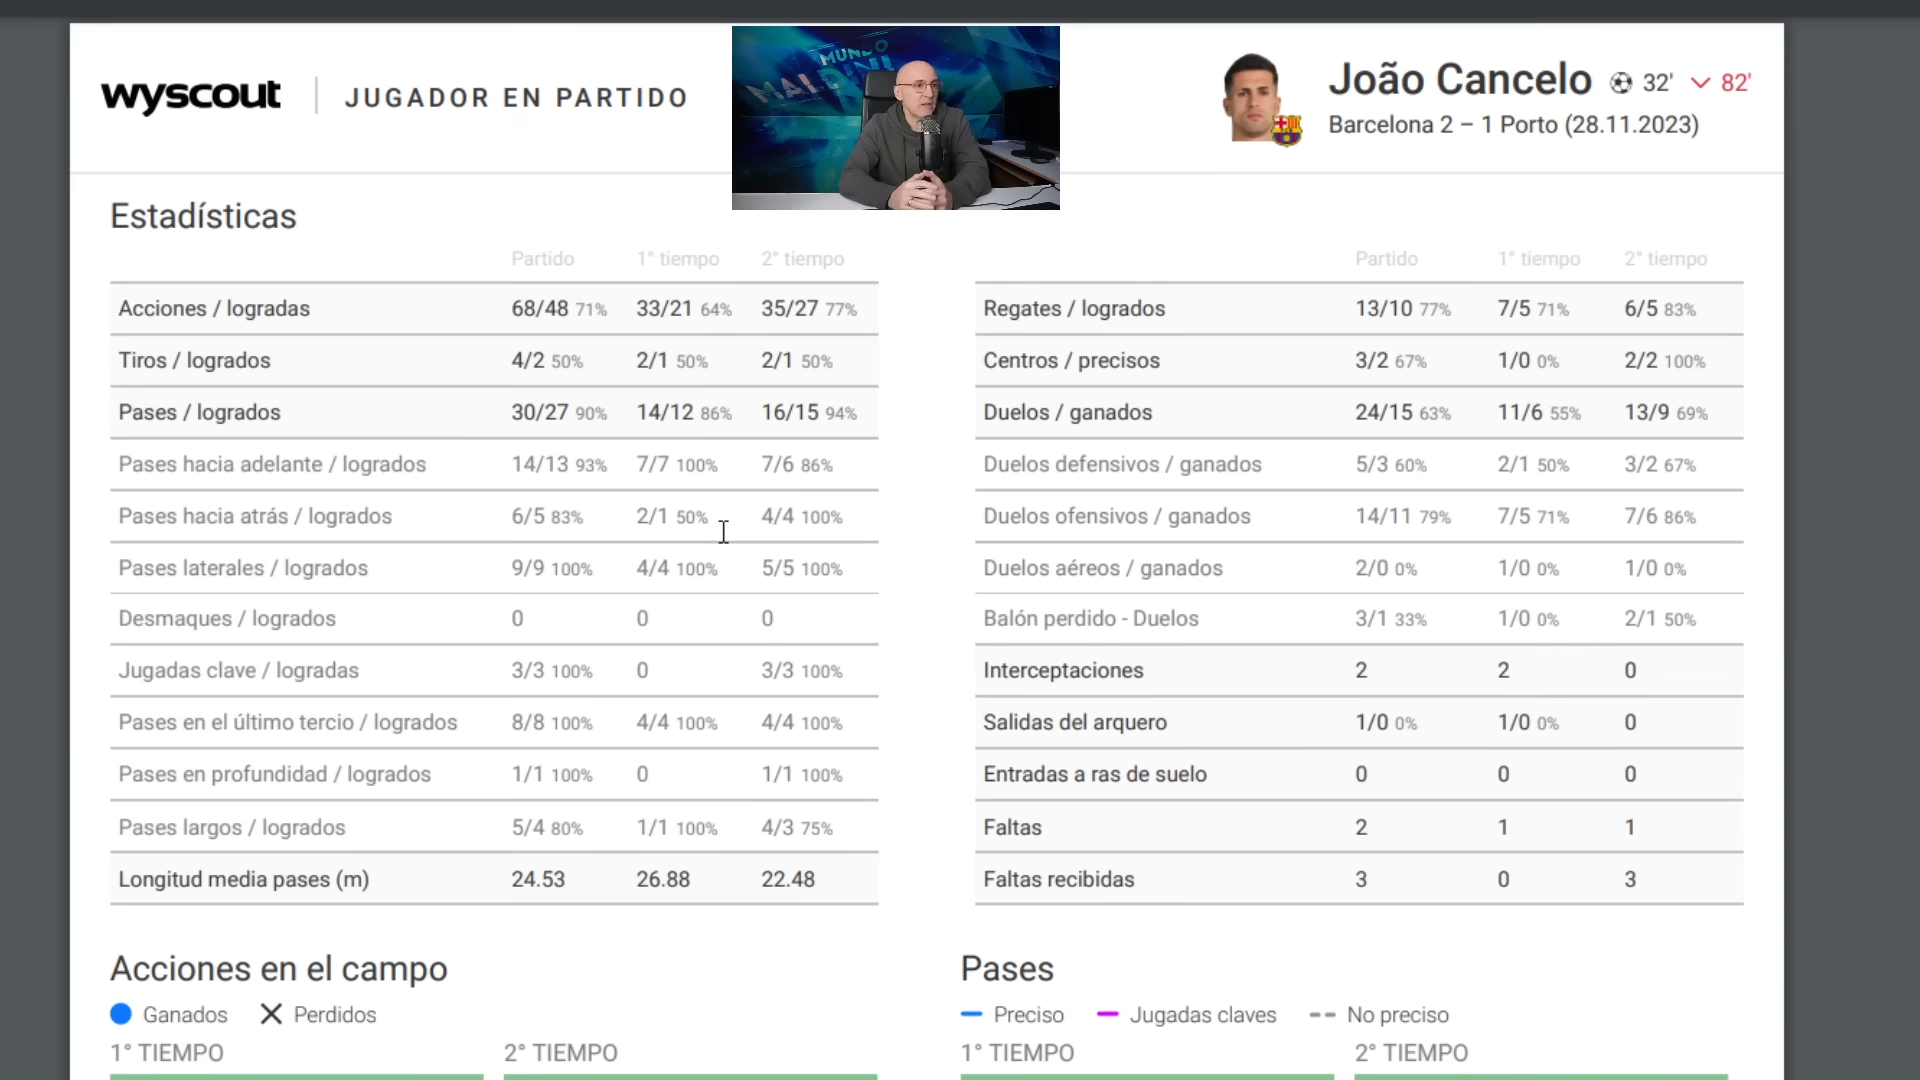 wyscout
JUGADOR EN PARTIDO
MUNDO
MALDINI
João Cancelo 32' 82'
Barcelona 2 – 1 Porto (28.11.2023)
Estadísticas
Partido 1° tiempo 2° tiempo
Acciones / logradas 68/48 71% 33/21 64% 35/27 77%
Tiros / logrados 4/2 50% 2/1 50% 2/1 50%
Pases / logrados 30/27 90% 14/12 86% 16/15 94%
Pases hacia adelante / logrados 14/13 93% 7/7 100% 7/6 86%
Pases hacia atrás / logrados 6/5 83% 2/1 50% 4/4 100%
Pases laterales / logrados 9/9 100% 4/4 100% 5/5 100%
Desmaques / logrados 0 0 0
Jugadas clave / logradas 3/3 100% 0 3/3 100%
Pases en el último tercio / logrados 8/8 100% 4/4 100% 4/4 100%
Pases en profundidad / logrados 1/1 100% 0 1/1 100%
Pases largos / logrados 5/4 80% 1/1 100% 4/3 75%
Longitud media pases (m) 24.53 26.88 22.48
Partido 1° tiempo 2° tiempo
Regates / logrados 13/10 77% 7/5 71% 6/5 83%
Centros / precisos 3/2 67% 1/0 0% 2/2 100%
Duelos / ganados 24/15 63% 11/6 55% 13/9 69%
Duelos defensivos / ganados 5/3 60% 2/1 50% 3/2 67%
Duelos ofensivos / ganados 14/11 79% 7/5 71% 7/6 86%
Duelos aéreos / ganados 2/0 0% 1/0 0% 1/0 0%
Balón perdido - Duelos 3/1 33% 1/0 0% 2/1 50%
Interceptaciones 2 2 0
Salidas del arquero 1/0 0% 1/0 0% 0
Entradas a ras de suelo 0 0 0
Faltas 2 1 1
Faltas recibidas 3 0 3
Acciones en el campo
Ganados Perdidos
1° TIEMPO 2° TIEMPO
Pases
Preciso Jugadas claves No preciso
1° TIEMPO 2° TIEMPO